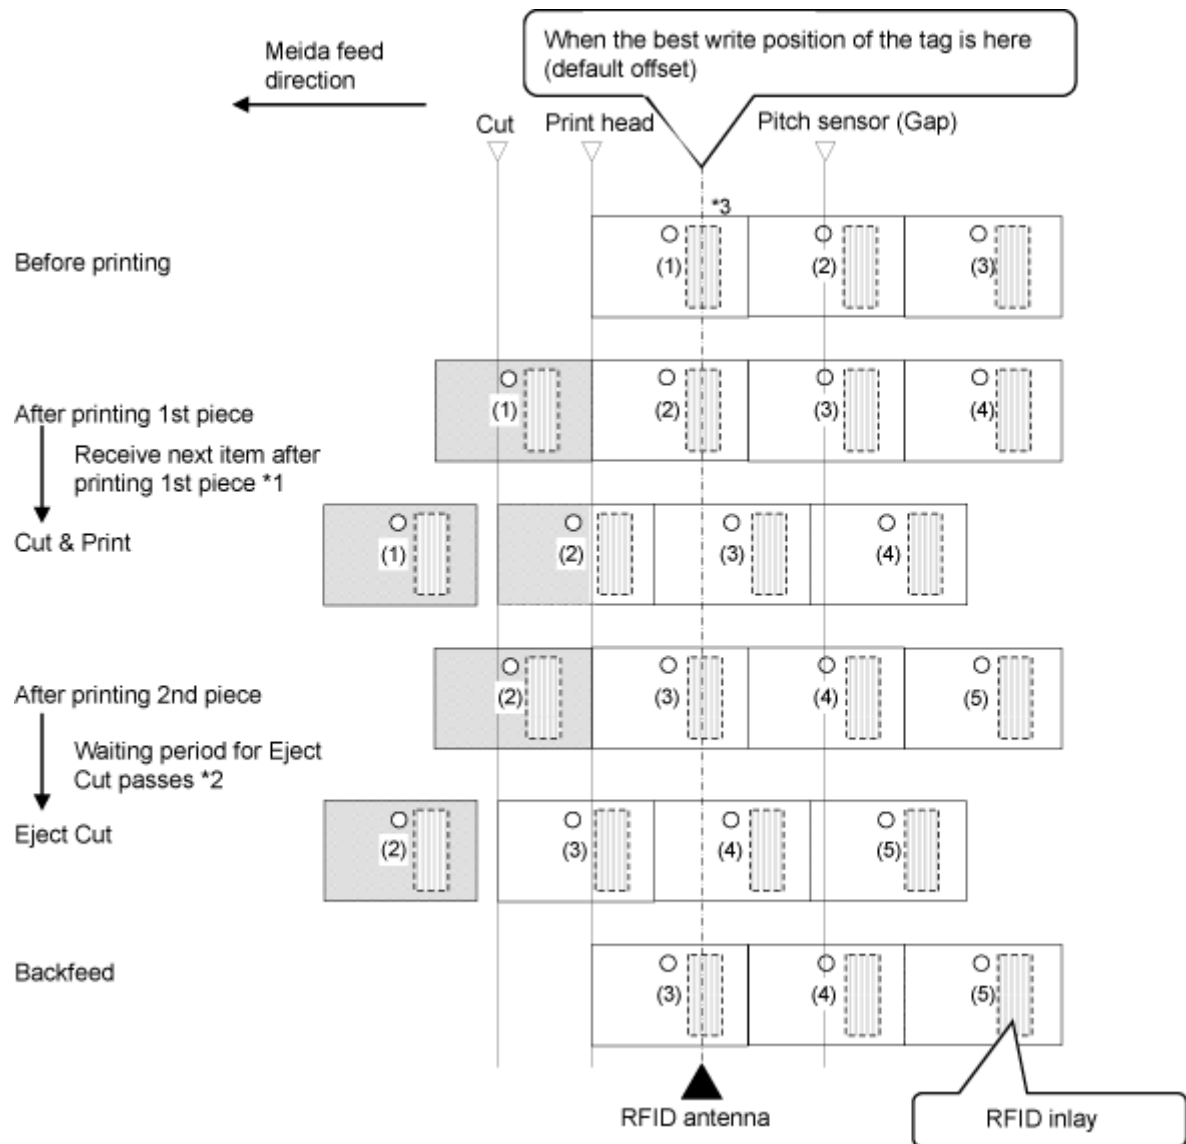 Meida feed
direction
When the best write position of the tag is here
(default offset)
Cut
Print head
Pitch sensor (Gap)
*3
Before printing
(1)
(2)
(3)
After printing 1st piece
(1)
(2)
(3)
(4)
Receive next item after
printing 1st piece *1
Cut & Print
(1)
(2)
(3)
(4)
After printing 2nd piece
(2)
(3)
(4)
(5)
Waiting period for Eject
Cut passes *2
Eject Cut
(2)
(3)
(4)
(5)
Backfeed
(3)
(4)
(5)
RFID antenna
RFID inlay